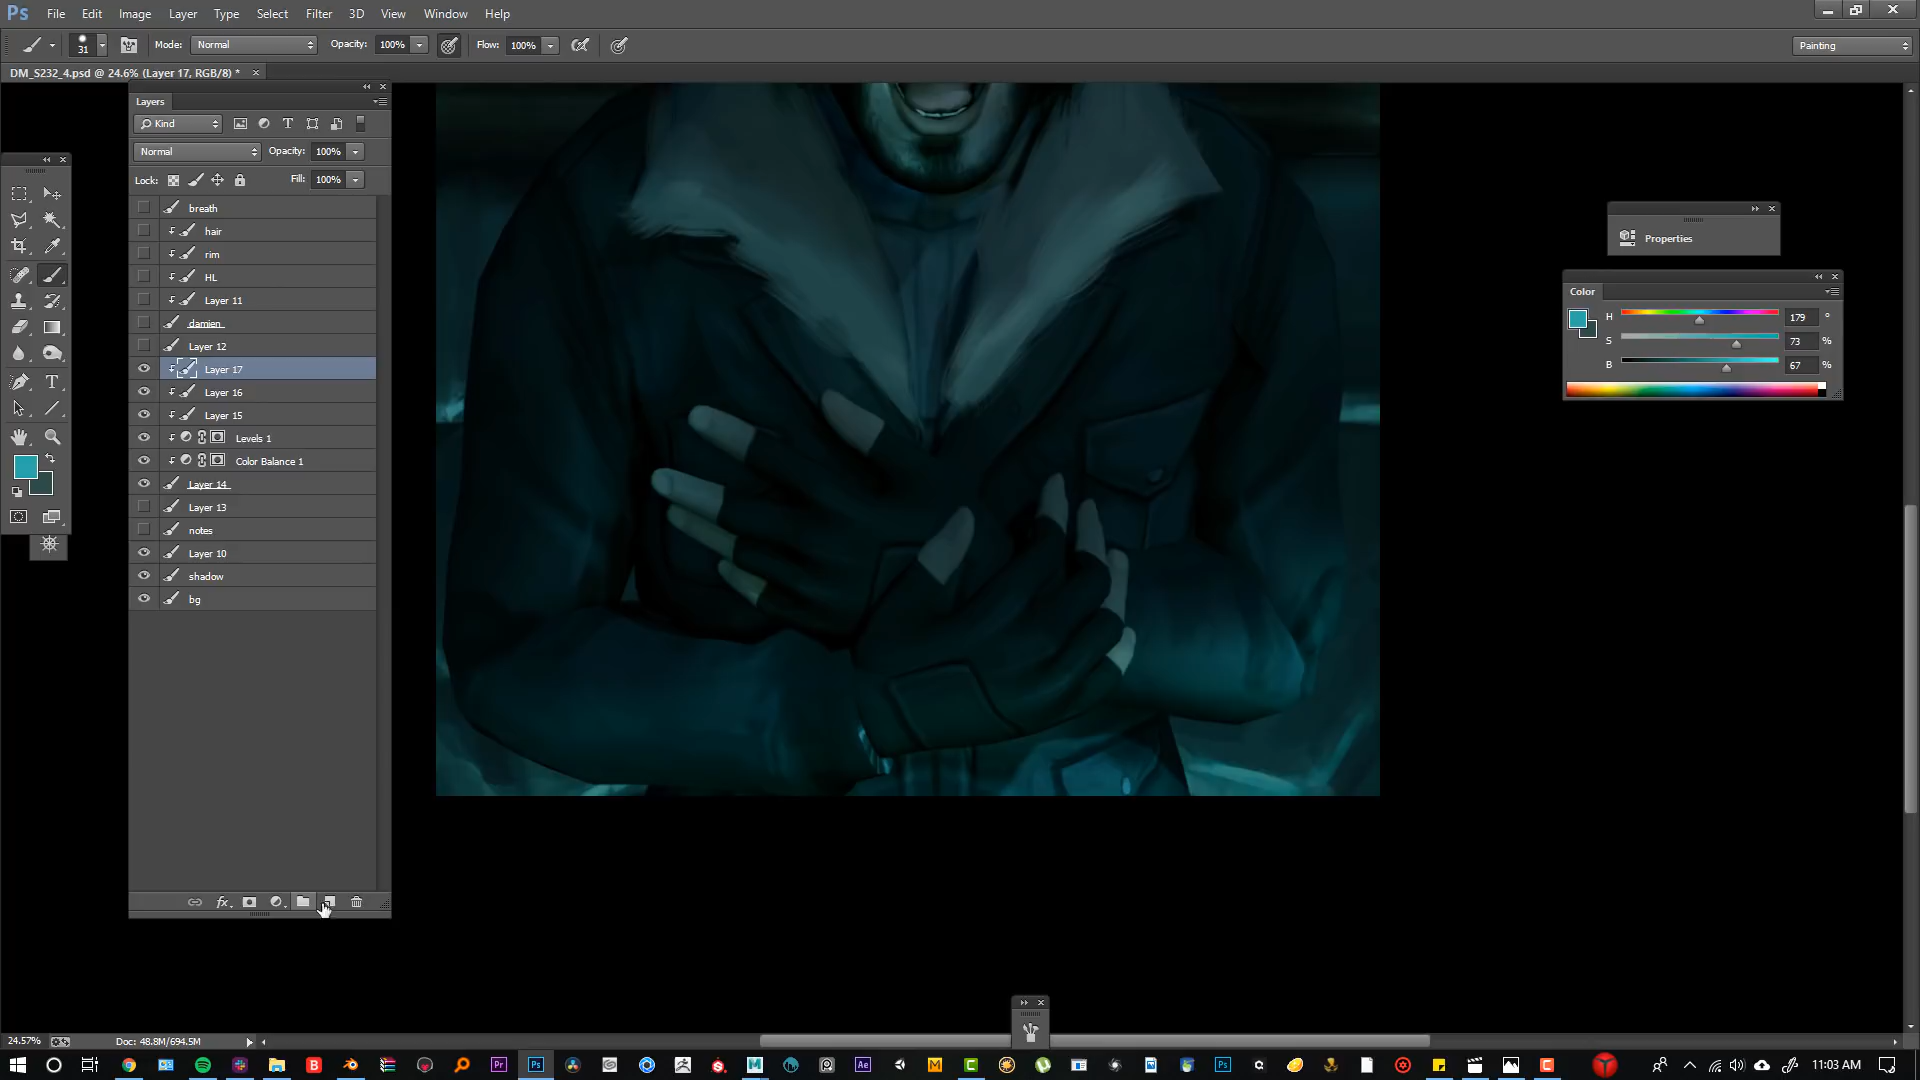 Ps File Edit Image Layer Type Select Filter 3D View Window Help
31 Mode: Normal Opacity: 100% Flow: 100% Painting
DM_S232_4.psd @ 24.6% (Layer 17, RGB/8) *
Layers
Kind
Normal Opacity: 100%
Lock: Fill: 100%
breath
hair
rim
HL
Layer 11
damien
Layer 12
Layer 17
Layer 16
Layer 15
Levels 1
Color Balance 1
Layer 14
Layer 13
notes
Layer 10
shadow
bg
fx
Properties
Color
H 179 °
S 73 %
B 67 %
24.57% Doc: 48.8M/694.5M
11:03 AM